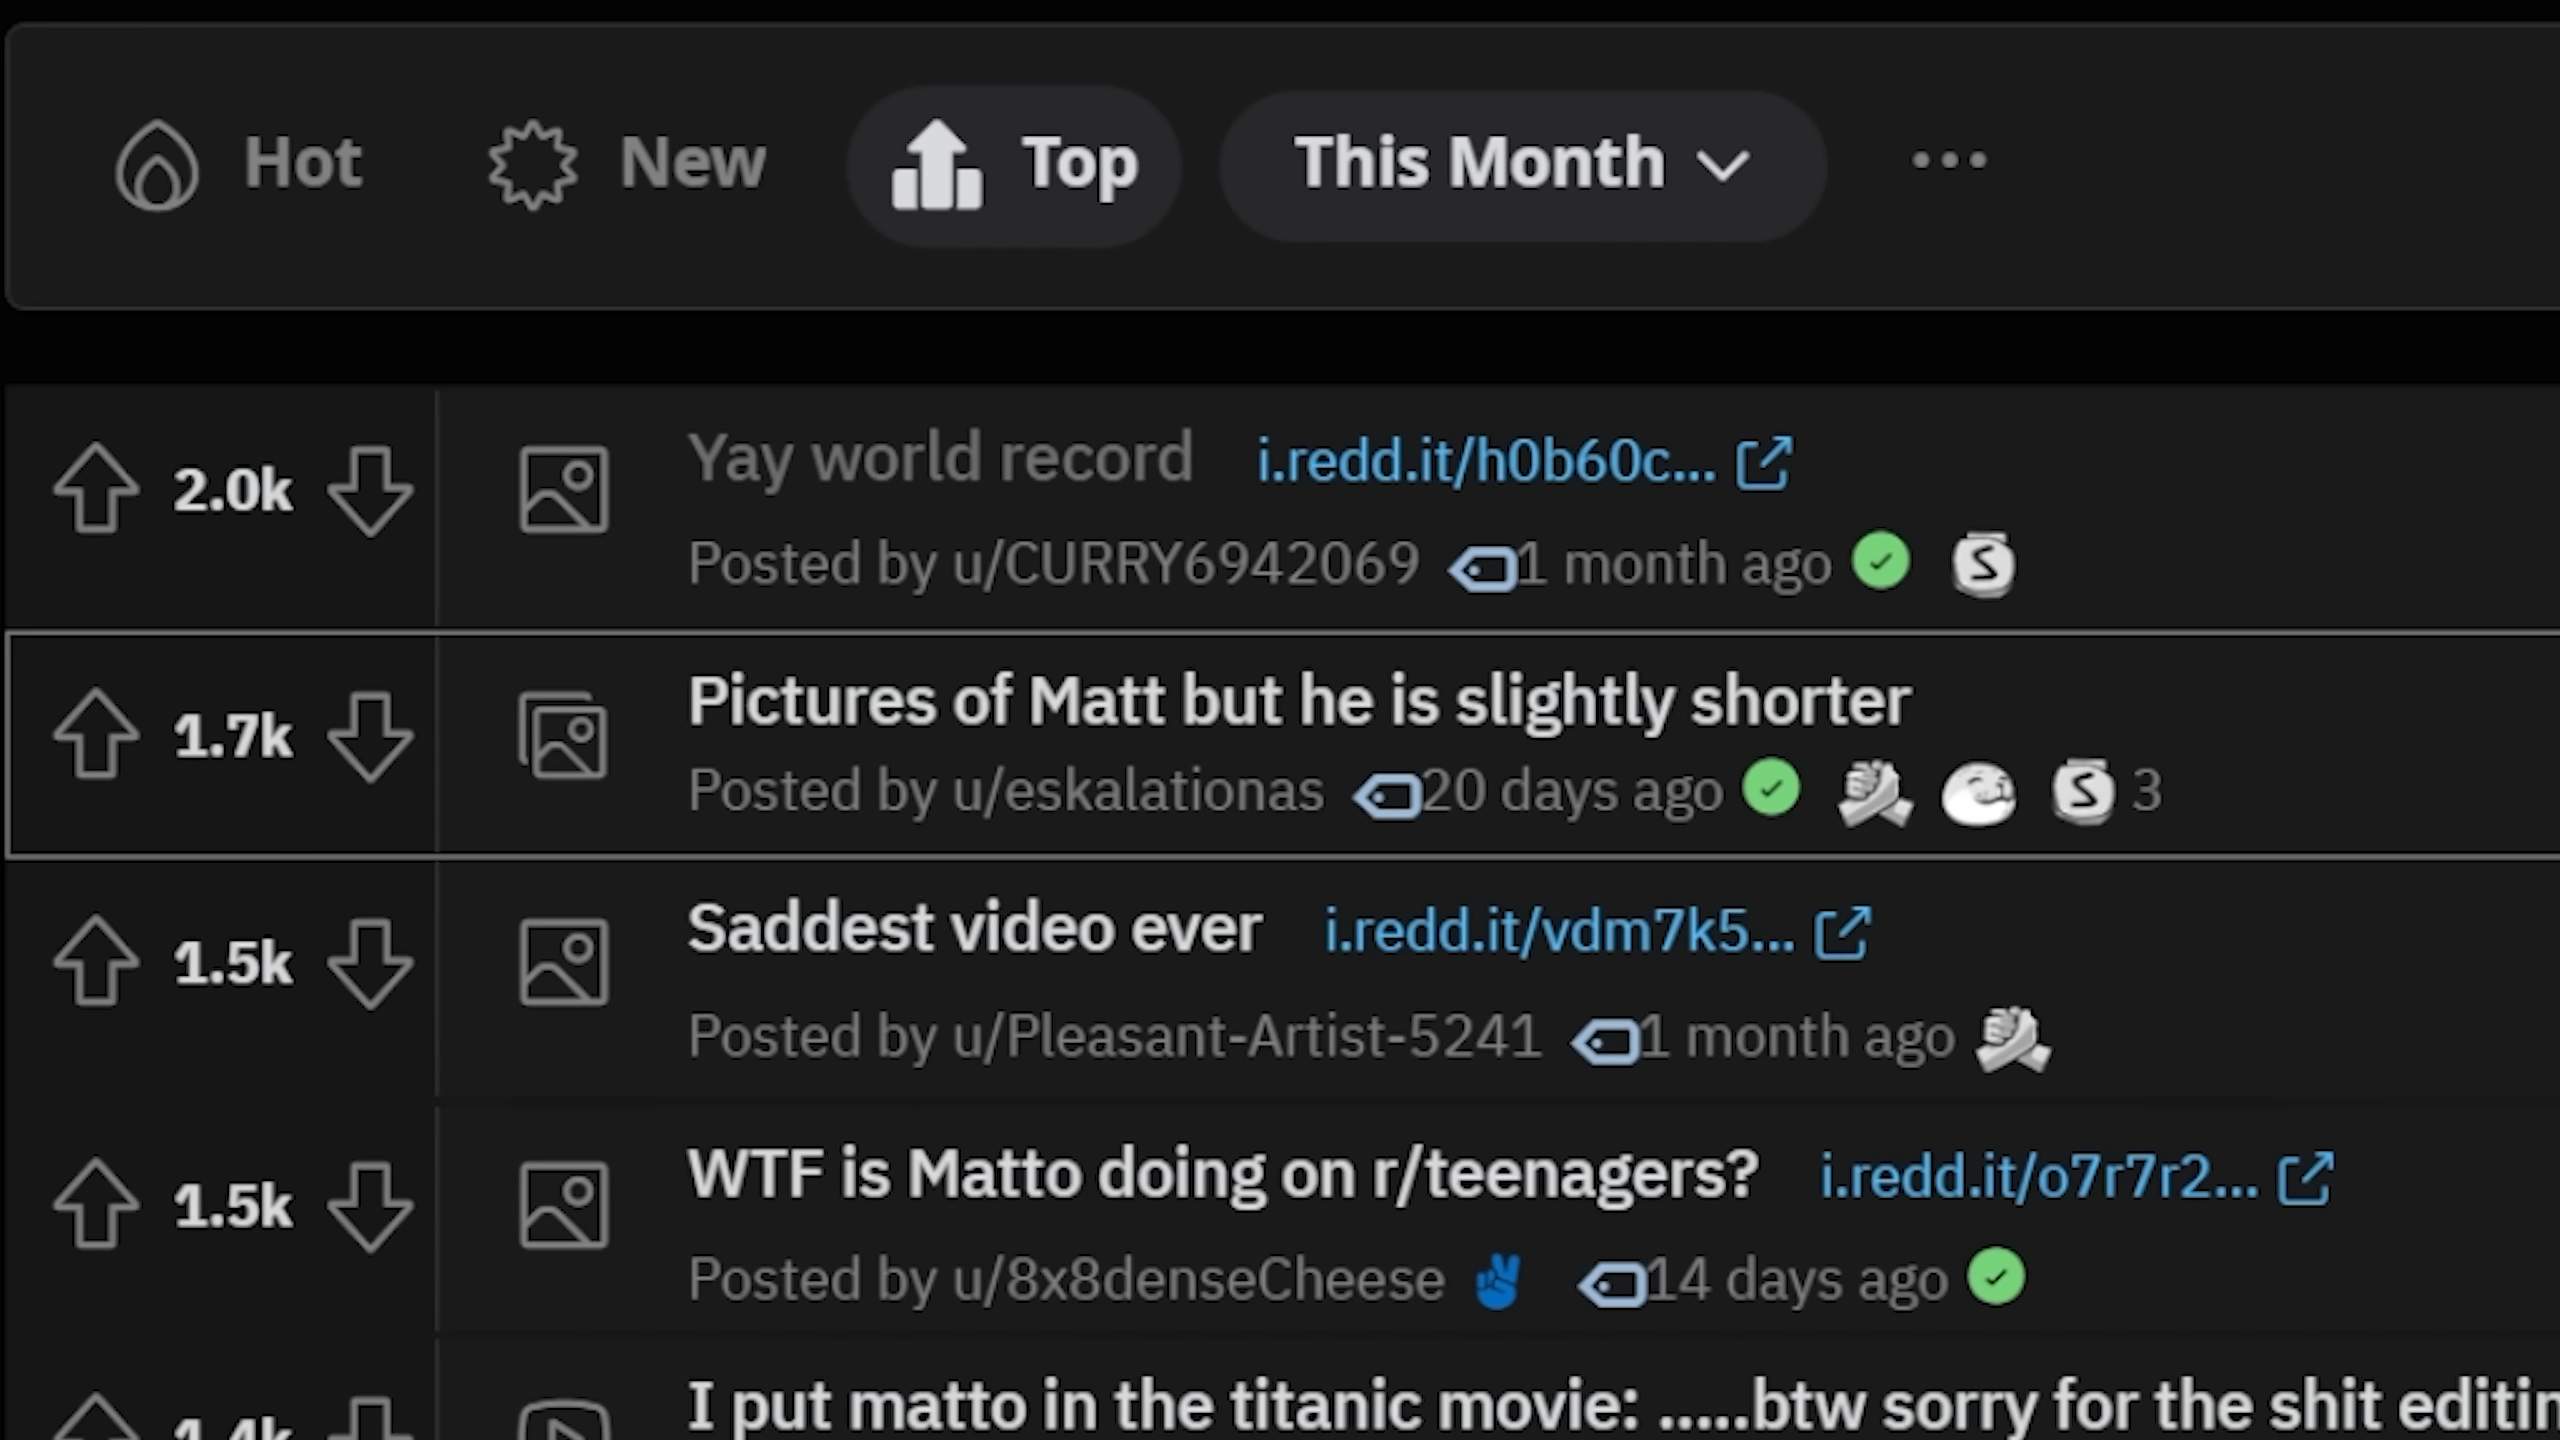 Hot New Top This Month ...
2.0k Yay world record i.redd.it/h0b60c...
Posted by u/CURRY6942069 1 month ago
1.7k Pictures of Matt but he is slightly shorter
Posted by u/eskalationas 20 days ago 3
1.5k Saddest video ever i.redd.it/vdm7k5...
Posted by u/Pleasant-Artist-5241 1 month ago
1.5k WTF is Matto doing on r/teenagers? i.redd.it/o7r7r2...
Posted by u/8x8denseCheese 14 days ago
1.4k I put matto in the titanic movie: .....btw sorry for the shit editin